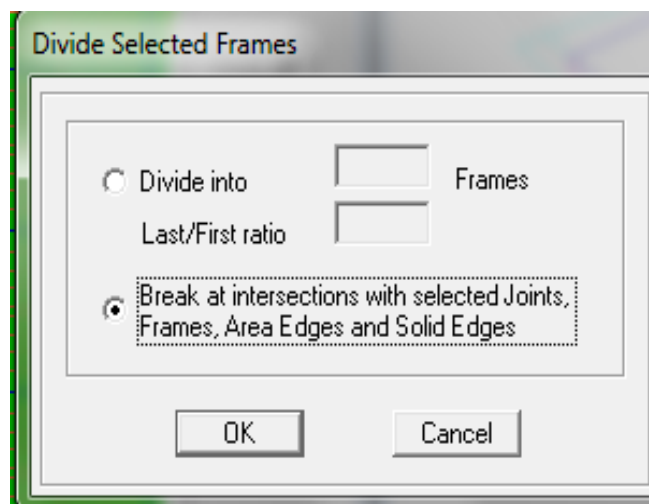 Divide Selected Frames
Divide into Frames
Last/First ratio
Break at intersections with selected Joints,
Frames, Area Edges and Solid Edges
OK Cancel